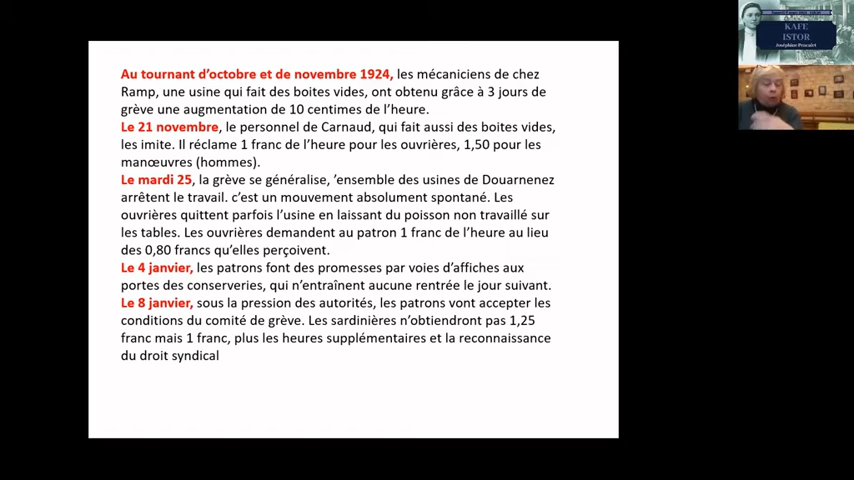 Au tournant d'octobre et de novembre 1924, les mécaniciens de chez
Ramp, une usine qui fait des boites vides, ont obtenu grâce à 3 jours de
grève une augmentation de 10 centimes de l'heure.
Le 21 novembre, le personnel de Carnaud, qui fait aussi des boites vides,
les imite. Il réclame 1 franc de l'heure pour les ouvrières, 1,50 pour les
manœuvres (hommes).
Le mardi 25, la grève se généralise, 'ensemble des usines de Douarnenez
arrêtent le travail. c'est un mouvement absolument spontané. Les
ouvrières quittent parfois l'usine en laissant du poisson non travaillé sur
les tables. Les ouvrières demandent au patron 1 franc de l'heure au lieu
des 0,80 francs qu'elles perçoivent.
Le 4 janvier, les patrons font des promesses par voies d'affiches aux
portes des conserveries, qui n'entraînent aucune rentrée le jour suivant.
Le 8 janvier, sous la pression des autorités, les patrons vont accepter les
conditions du comité de grève. Les sardinières n'obtiendront pas 1,25
franc mais 1 franc, plus les heures supplémentaires et la reconnaissance
du droit syndical
KAFE
ISTOR
Joséphine Pencalet